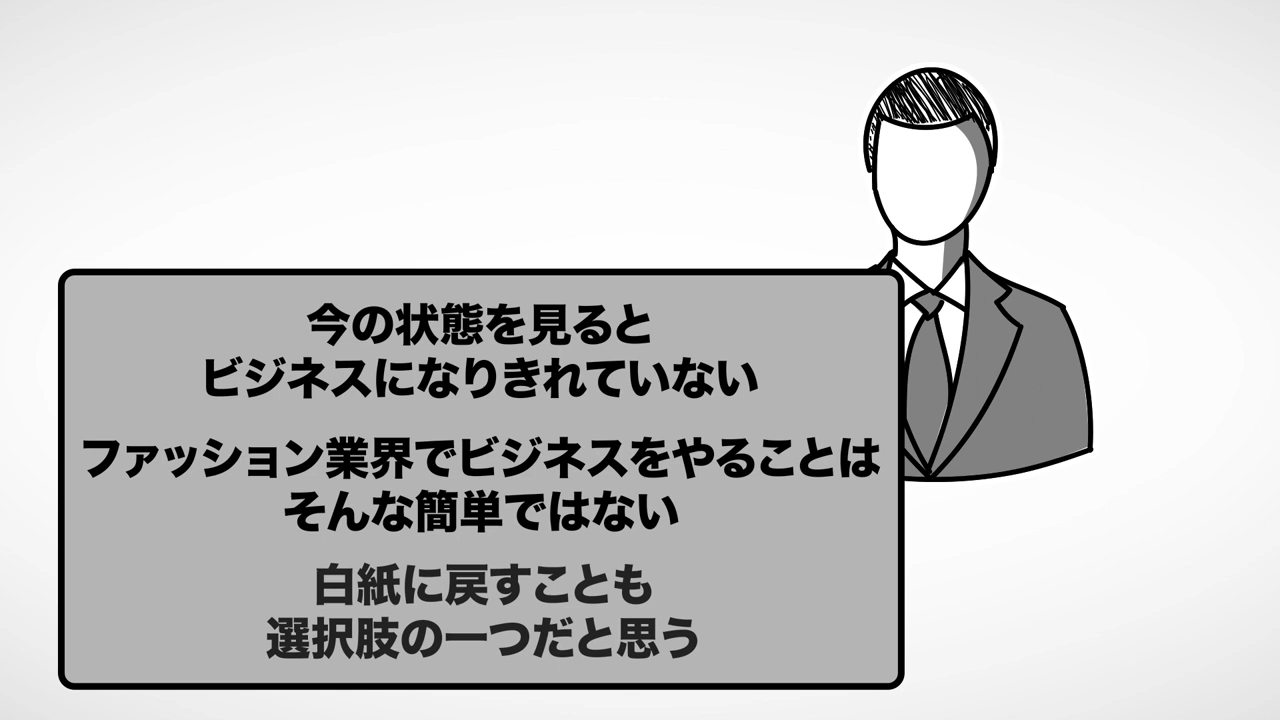 今の状態を見ると
ビジネスになりきれていない
ファッション業界でビジネスをやることは
そんな簡単ではない
白紙に戻すことも
選択肢の一つだと思う